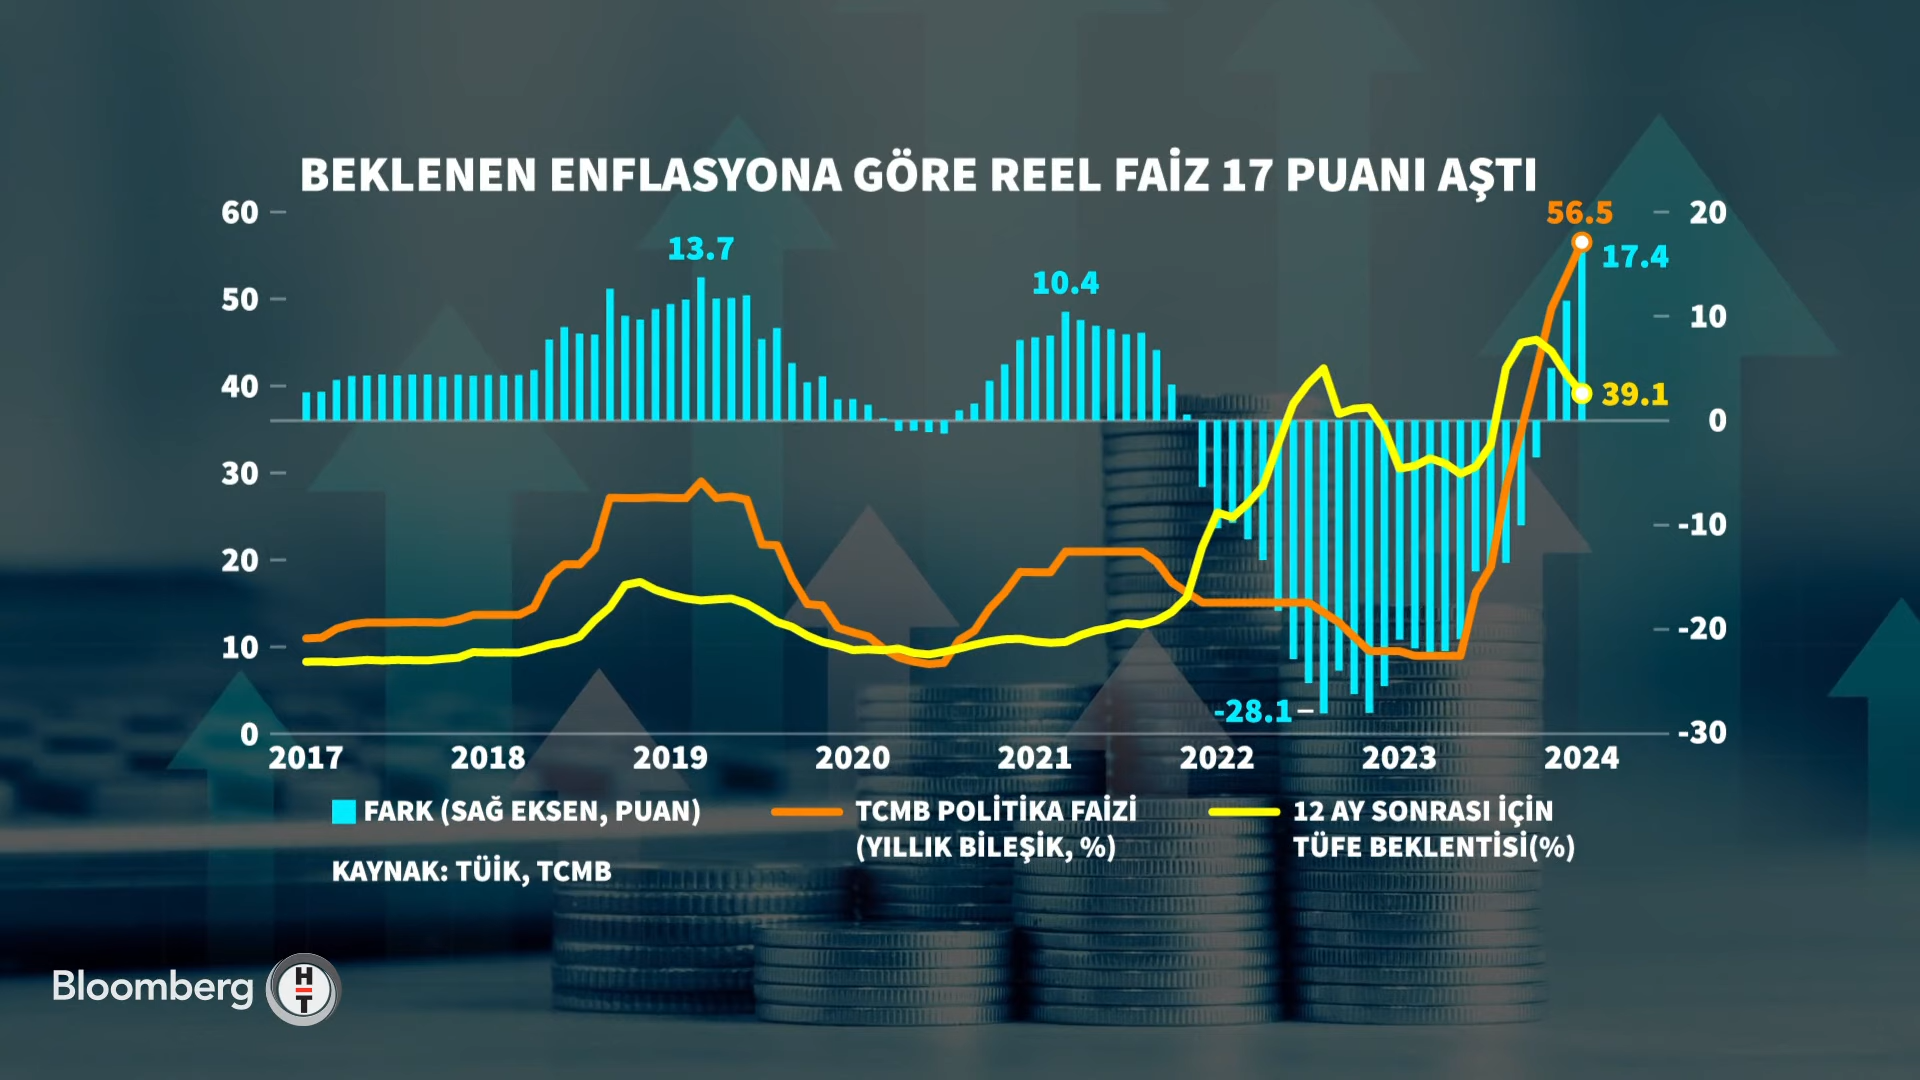 BEKLENEN ENFLASYONA GÖRE REEL FAİZ 17 PUANI AŞTI
60
50
40
30
20
10
0
20
10
0
-10
-20
-30
13.7
10.4
-28.1
56.5
17.4
39.1
2017 2018 2019 2020 2021 2022 2023 2024
FARK (SAĞ EKSEN, PUAN)
TCMB POLİTİKA FAİZİ
(YILLIK BİLEŞİK, %)
12 AY SONRASI İÇİN
TÜFE BEKLENTİSİ(%)
KAYNAK: TÜİK, TCMB
Bloomberg HT